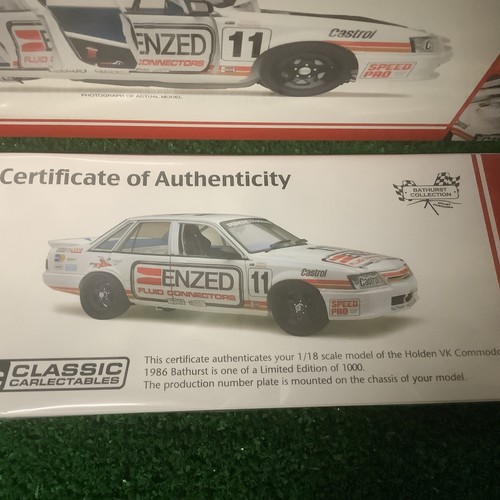 ENZED
FLUID CONNECTORS
11
Castrol
SPEED
PRO
PHOTOGRAPH OF ACTUAL MODEL
Certificate of Authenticity
BATHURST
COLLECTION
ENZED
FLUID CONNECTORS
11
Castrol
Castrol
SPEED
PRO
CLASSIC
CARLECTABLES
This certificate authenticates your 1/18 scale model of the Holden VK Commodo
1986 Bathurst is one of a Limited Edition of 1000.
The production number plate is mounted on the chassis of your model.